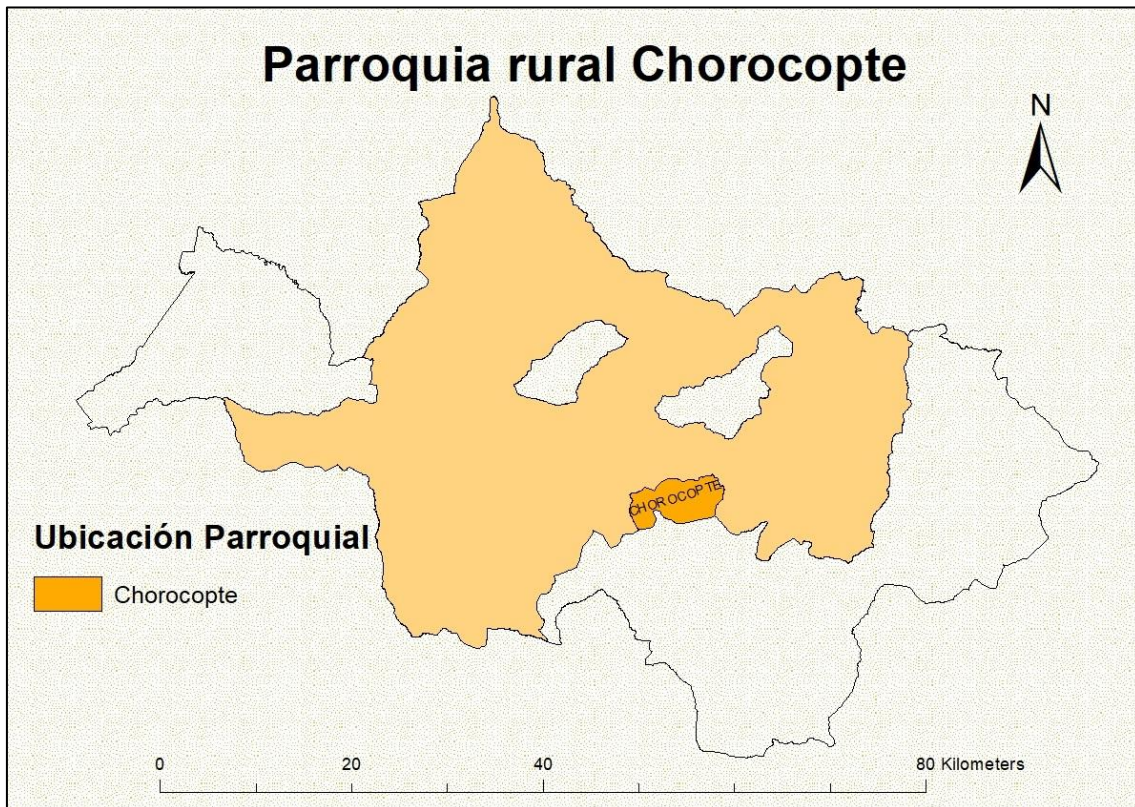 Parroquia rural Chorocopte
N
CHOROCOPTE
Ubicación Parroquial
Chorocopte
0 20 40 80 Kilometers